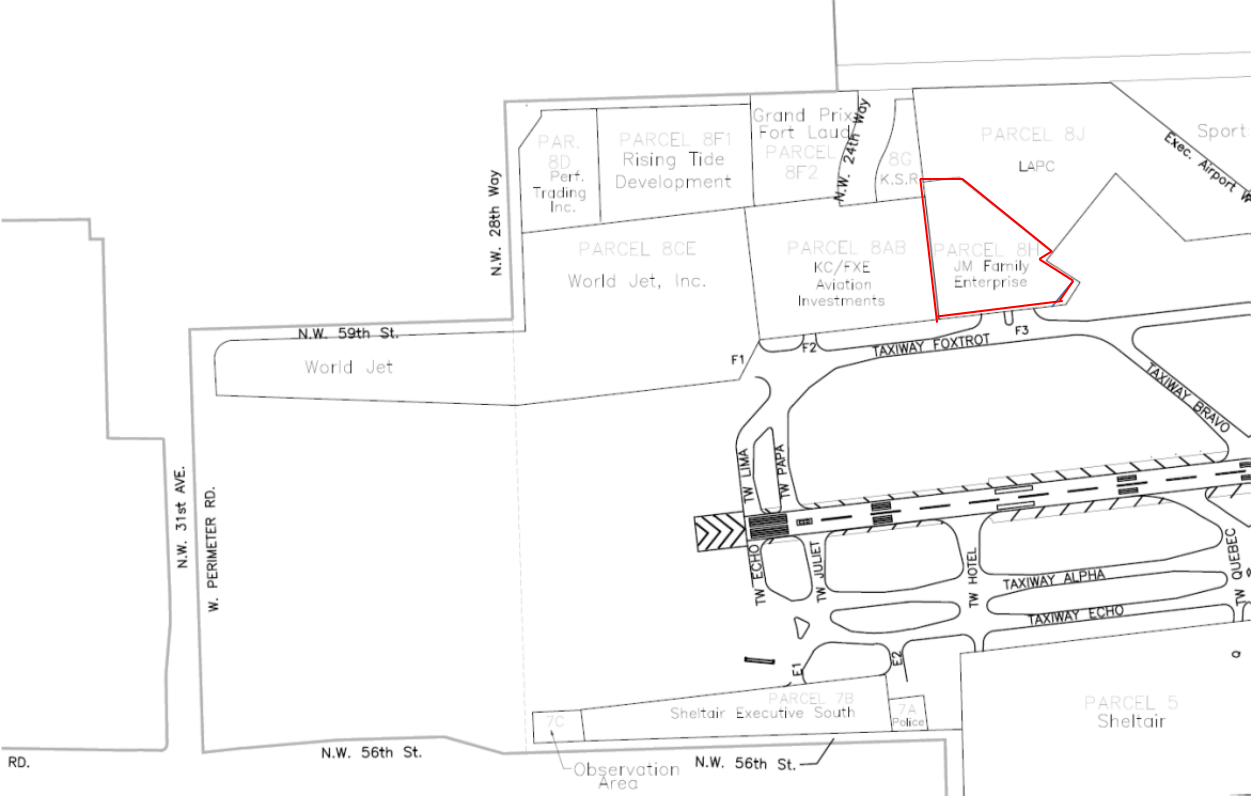 Grand Prix
Fort Laud
PARCEL
8F2
PAR.
8D
Perf.
Trading
Inc.
PARCEL 8F1
Rising Tide
Development
N.W. 24th Way
8G
K.S.R
PARCEL 8J
LAPC
Sport
Exec. Airport
N.W. 28th Way
PARCEL 8CE
World Jet, Inc.
PARCEL 8AB
KC/FXE
Aviation
Investments
PARCEL 8H
JM Family
Enterprise
N.W. 59th St.
World Jet
F1
F2
TAXIWAY FOXTROT
F3
TAXIWAY BRAVO
TW LIMA
TW PAPA
N.W. 31st AVE.
W. PERIMETER RD.
TW ECHO
TW JULIET
TW HOTEL
TAXIWAY ALPHA
TAXIWAY ECHO
TW QUEBEC
Q
E1
E2
PARCEL 7B
Sheltair Executive South
7C
7A
Police
PARCEL 5
Sheltair
RD.
N.W. 56th St.
Observation
Area
N.W. 56th St.